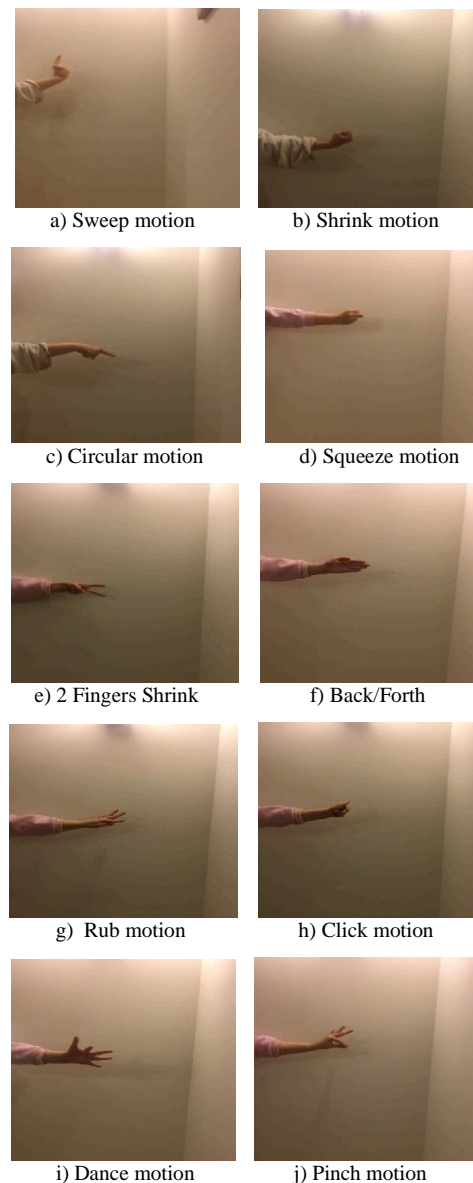 a) Sweep motion
b) Shrink motion
c) Circular motion
d) Squeeze motion
e) 2 Fingers Shrink
f) Back/Forth
g) Rub motion
h) Click motion
i) Dance motion
j) Pinch motion